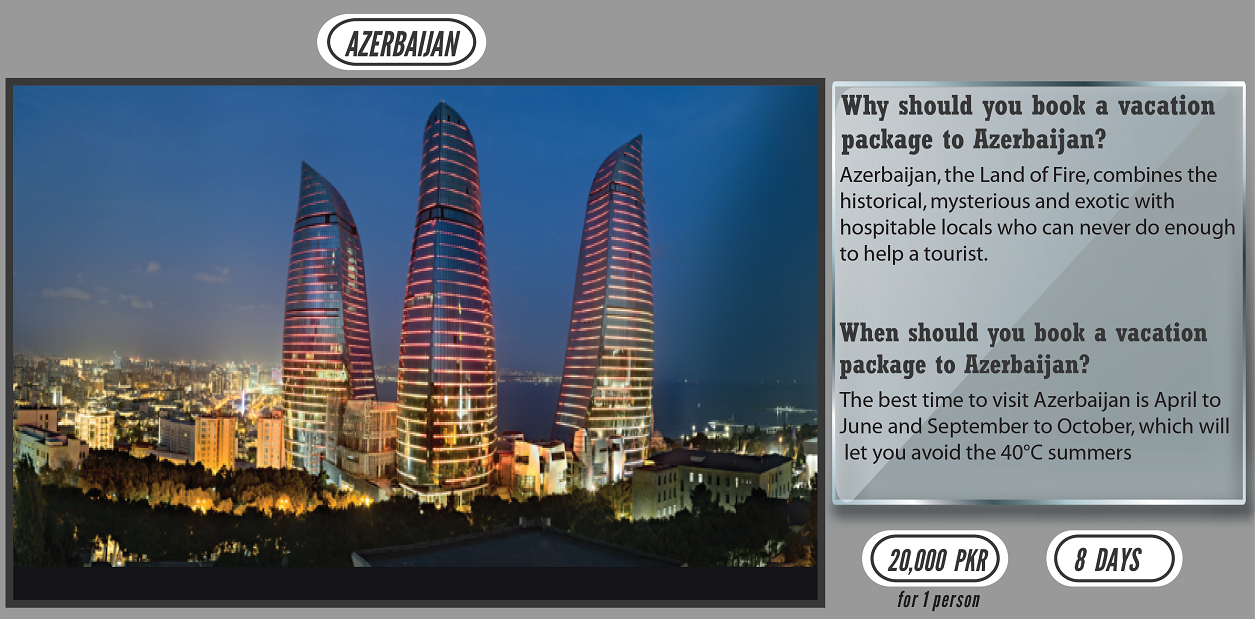 AZERBAIJAN
Why should you book a vacation
package to Azerbaijan?
Azerbaijan, the Land of Fire, combines the
historical, mysterious and exotic with
hospitable locals who can never do enough
to help a tourist.
When should you book a vacation
package to Azerbaijan?
The best time to visit Azerbaijan is April to
June and September to October, which will
let you avoid the 40°C summers
20,000 PKR
8 DAYS
for 1 person